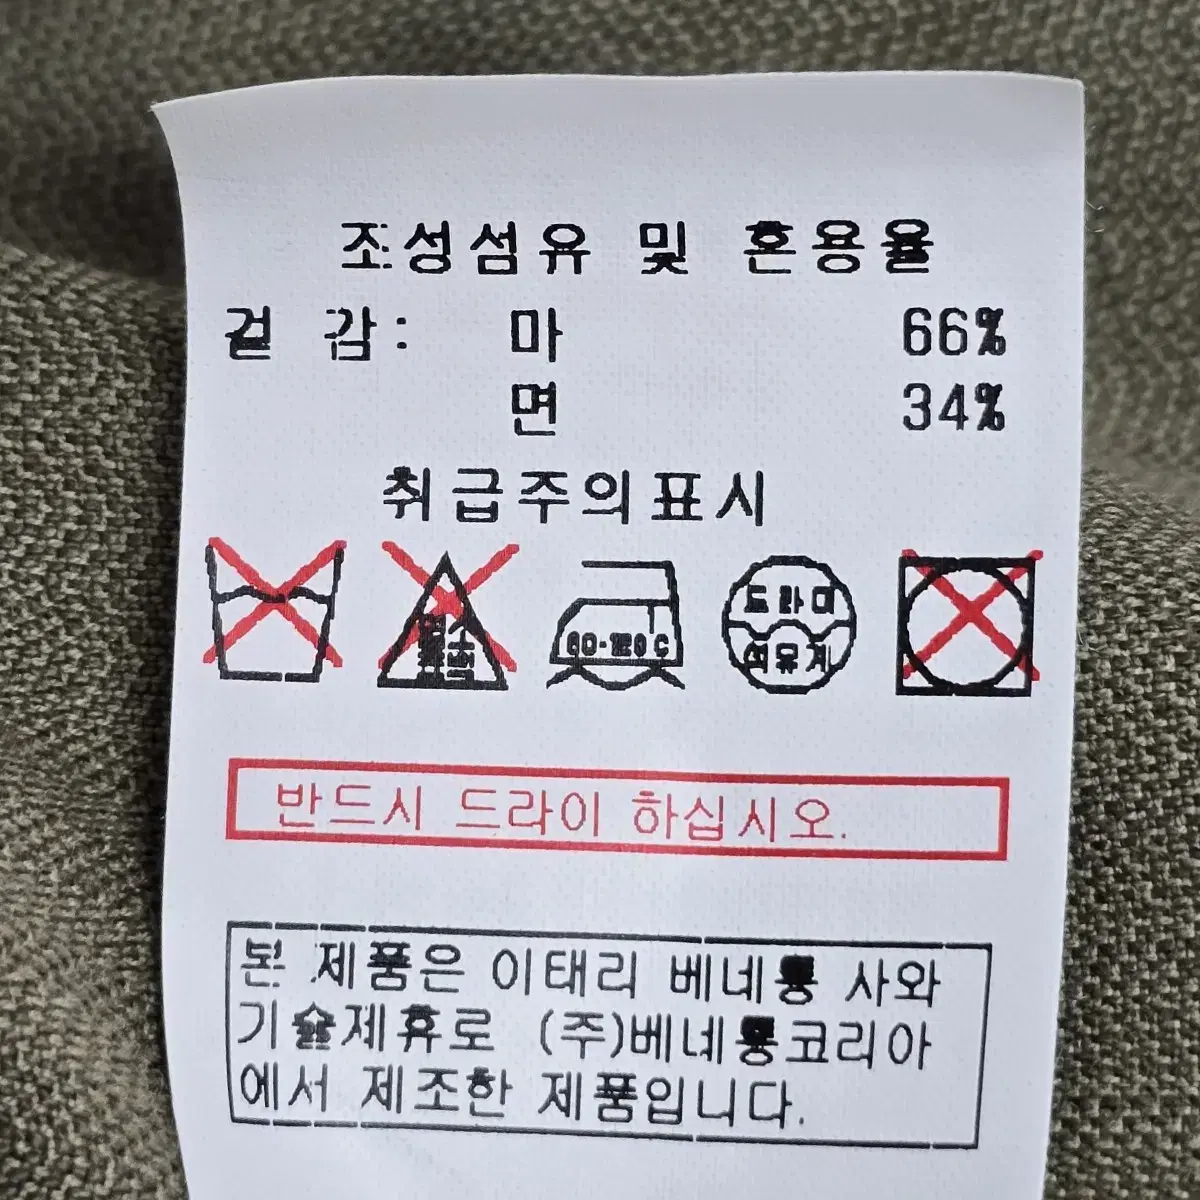 조성섬유 및 혼용율
겉 감: 마 66%
면 34%
취급주의표시
드라이
석유계
반드시 드라이 하십시오.
본 제품은 이태리 베네통 사와
기술제휴로 (주)베네통코리아
에서 제조한 제품입니다.